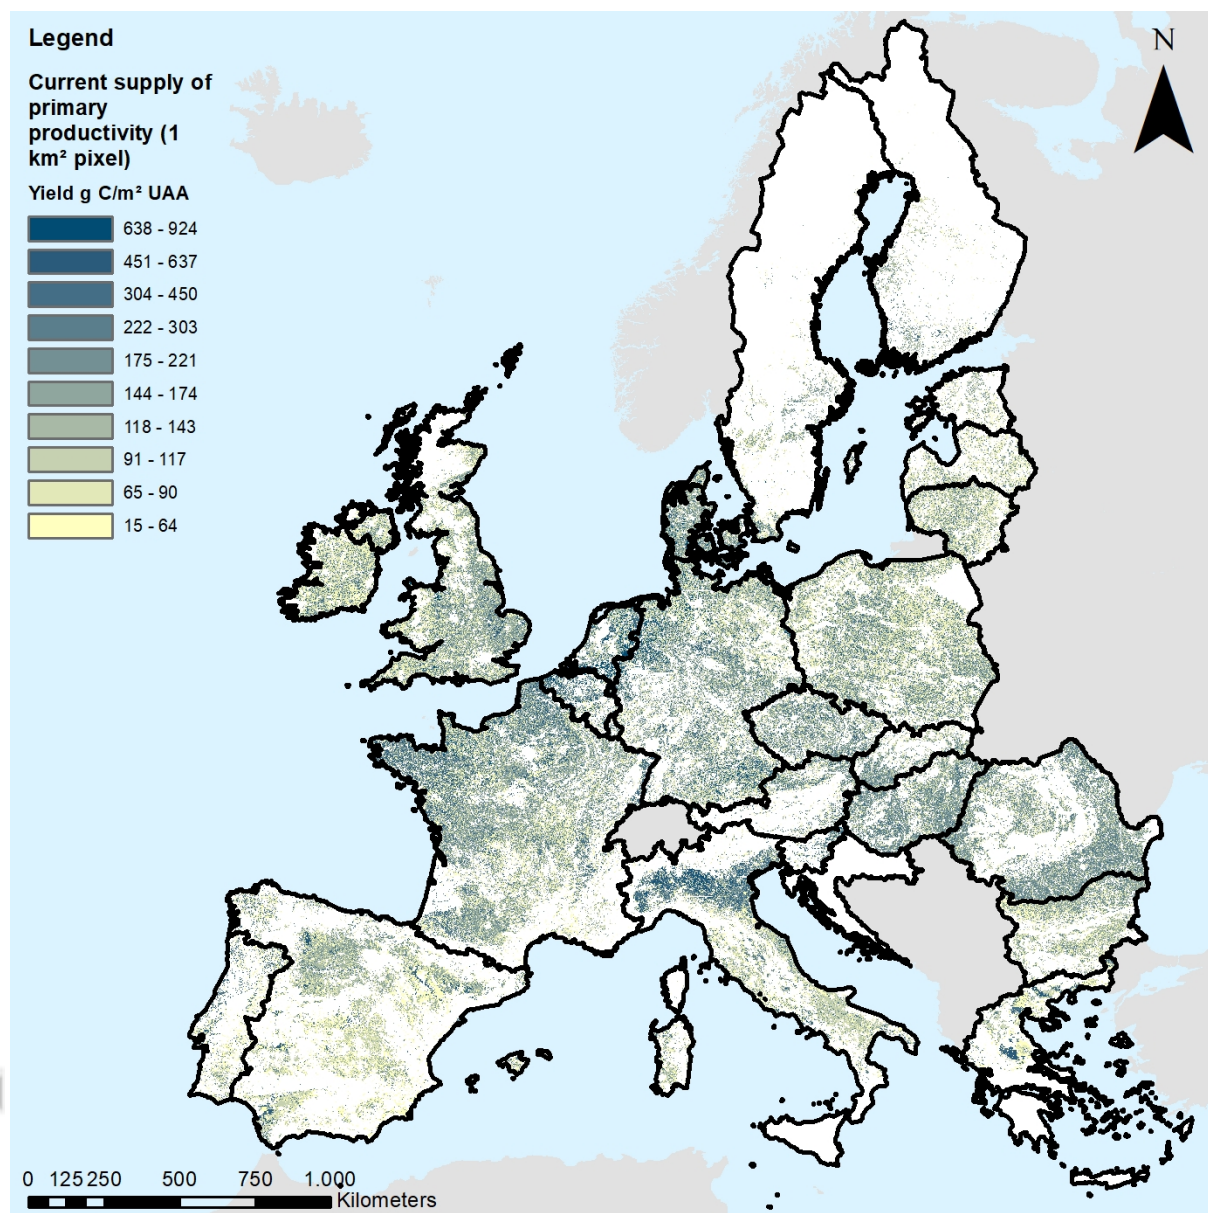 Legend
N
Current supply of
primary
productivity (1
km² pixel)
Yield g C/m² UAA
638 - 924
451 - 637
304 - 450
222 - 303
175 - 221
144 - 174
118 - 143
91 - 117
65 - 90
15 - 64
0 125 250 500 750 1.000
Kilometers